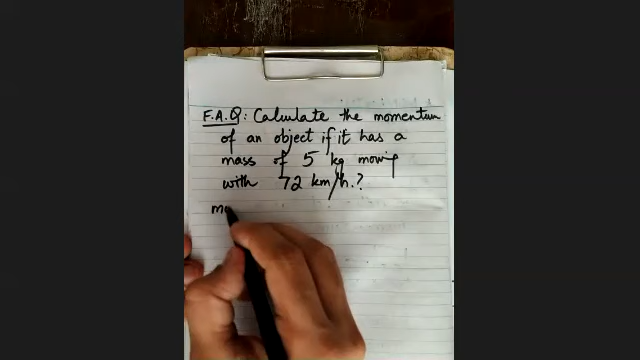 F.A.Q: Calculate the momentum
of an object if it has a
mass of 5 kg moving
with 72 km/h.?